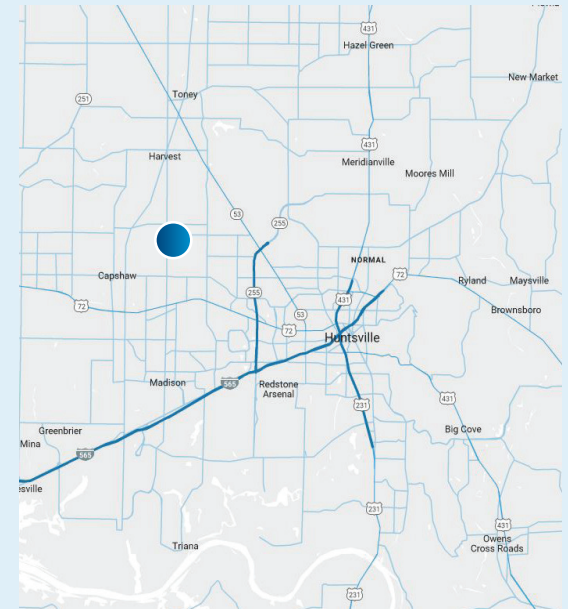 431
Hazel Green
New Market
Toney
251
431
Harvest
Meridianville
Moores Mill
53
255
NORMAL
72
Capshaw
Ryland
Maysville
255
431
72
53
Brownsboro
72
Huntsville
Madison
565
Redstone
Arsenal
431
231
Greenbrier
Big Cove
Mina
565
esville
231
431
Owens
Cross Roads
Triana
231